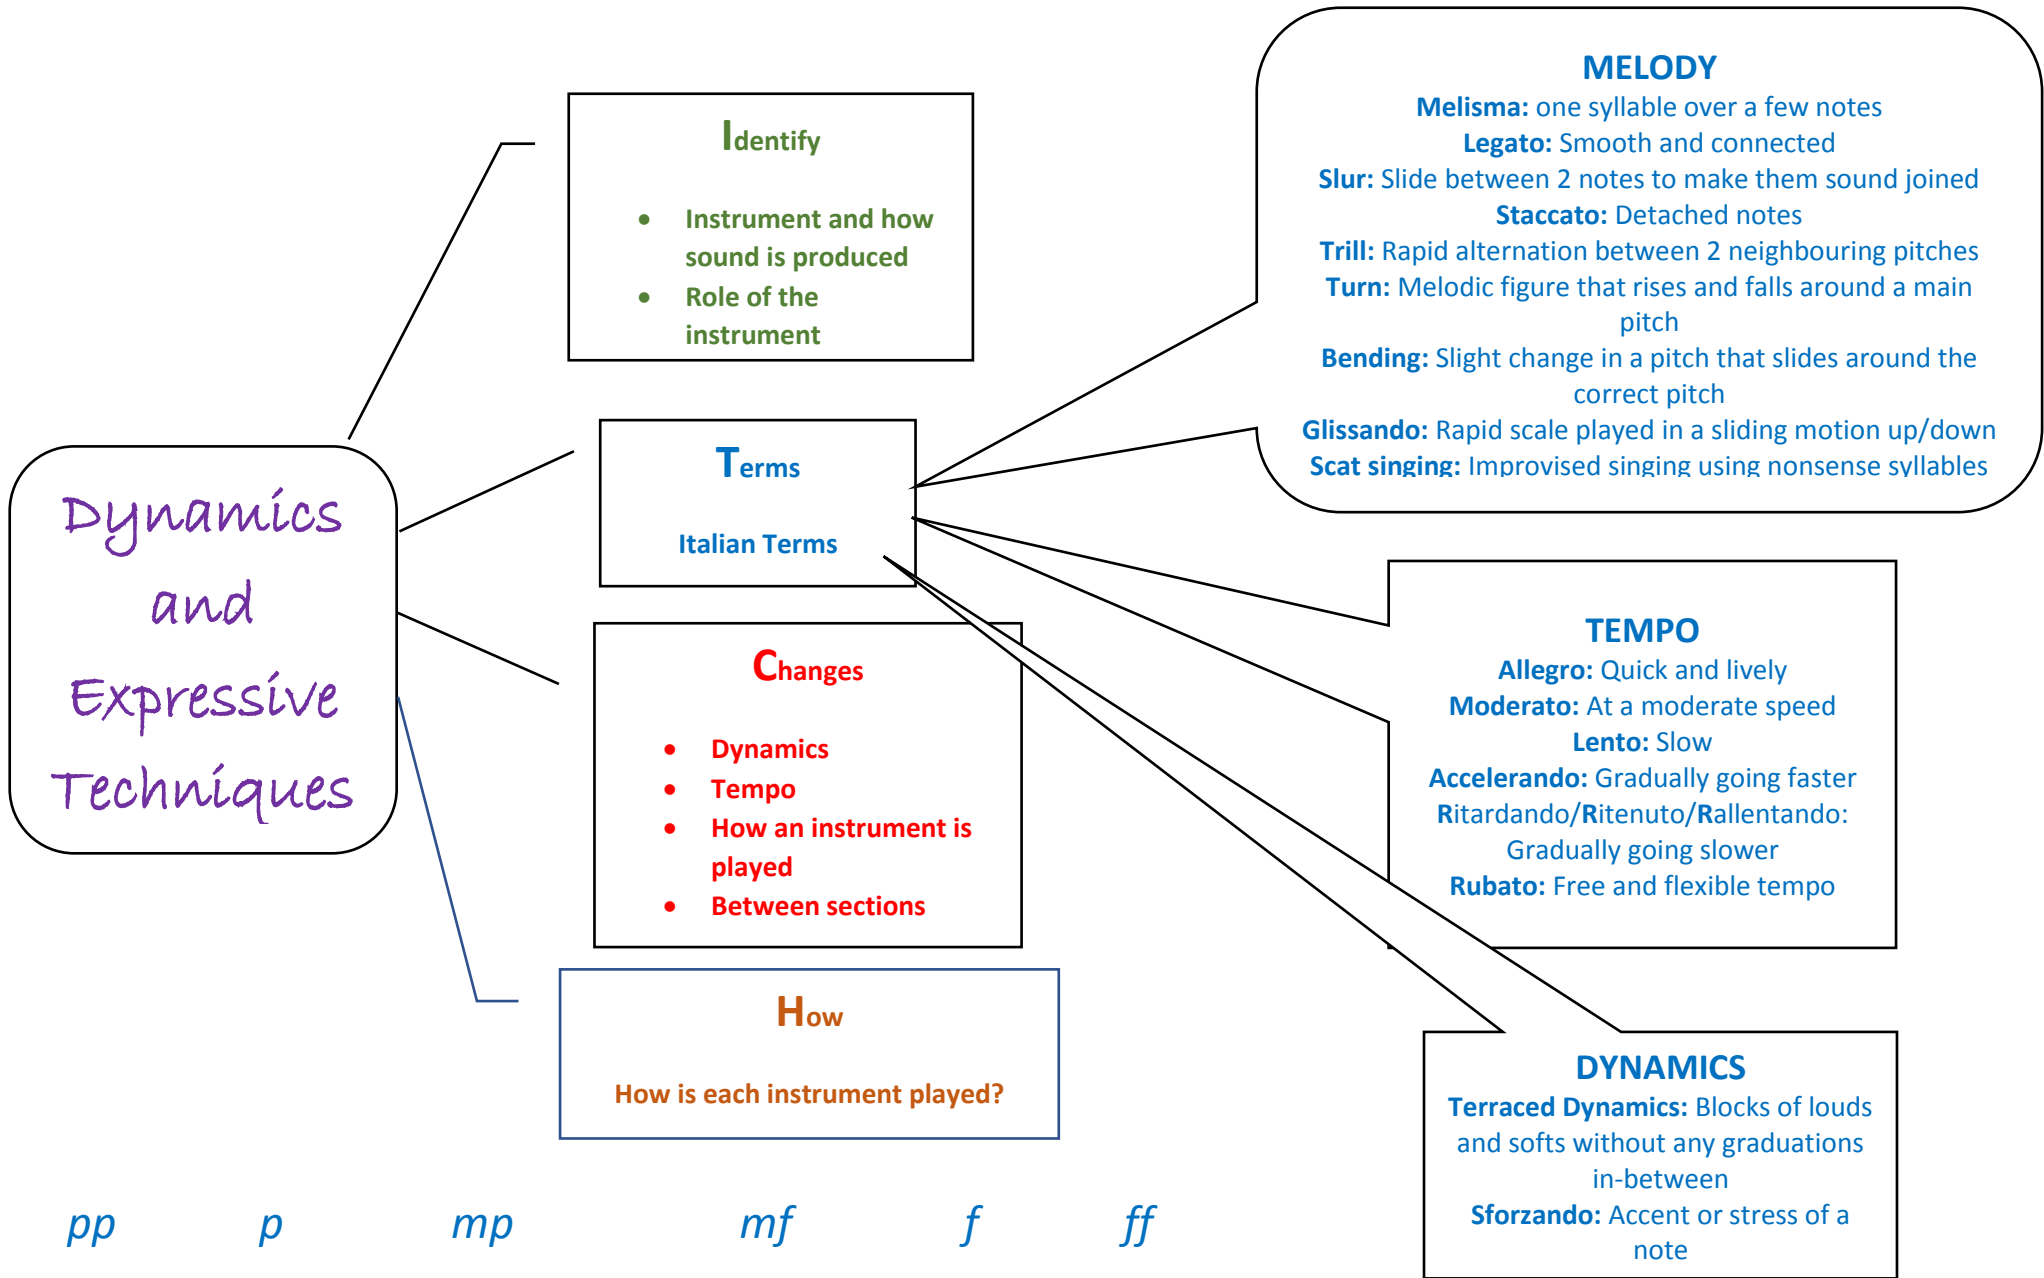 Dynamics
and
Expressive
Techniques
Identify
• Instrument and how
sound is produced
• Role of the
instrument
Terms
Italian Terms
Changes
• Dynamics
• Tempo
• How an instrument is
played
• Between sections
How
How is each instrument played?
MELODY
Melisma: one syllable over a few notes
Legato: Smooth and connected
Slur: Slide between 2 notes to make them sound joined
Staccato: Detached notes
Trill: Rapid alternation between 2 neighbouring pitches
Turn: Melodic figure that rises and falls around a main
pitch
Bending: Slight change in a pitch that slides around the
correct pitch
Glissando: Rapid scale played in a sliding motion up/down
Scat singing: Improvised singing using nonsense syllables
TEMPO
Allegro: Quick and lively
Moderato: At a moderate speed
Lento: Slow
Accelerando: Gradually going faster
Ritardando/Ritenuto/Rallentando:
Gradually going slower
Rubato: Free and flexible tempo
DYNAMICS
Terraced Dynamics: Blocks of louds
and softs without any graduations
in-between
Sforzando: Accent or stress of a
note
pp p mp mf f ff